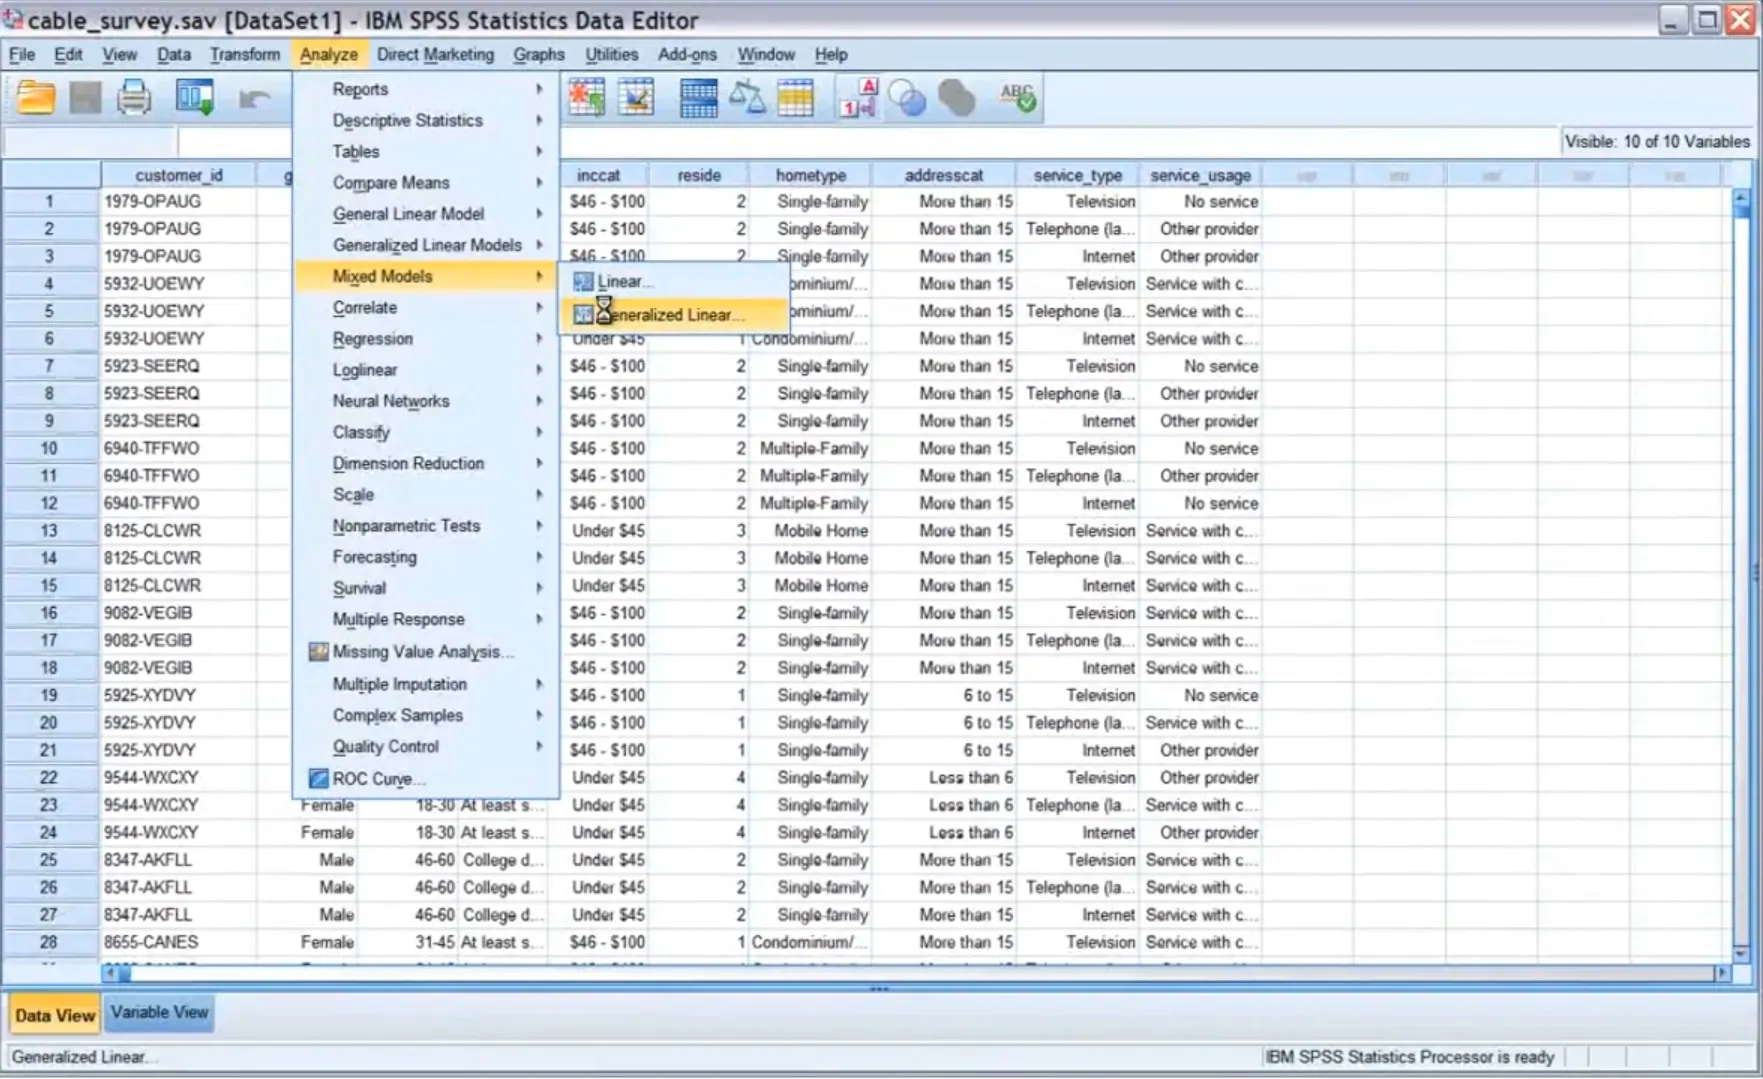 cable_survey.sav [DataSet1] - IBM SPSS Statistics Data Editor
File Edit View Data Transform Analyze Direct Marketing Graphs Utilities Add-ons Window Help
Visible: 10 of 10 Variables
Reports
Descriptive Statistics
Tables
Compare Means
General Linear Model
Generalized Linear Models
Mixed Models
Correlate
Regression
Loglinear
Neural Networks
Classify
Dimension Reduction
Scale
Nonparametric Tests
Forecasting
Survival
Multiple Response
Missing Value Analysis...
Multiple Imputation
Complex Samples
Quality Control
ROC Curve...
Linear...
eneralized Linear...
customer_id g inccat reside hometype addresscat service_type service_usage
1 1979-OPAUG $46 - $100 2 Single-family More than 15 Television No service
2 1979-OPAUG $46 - $100 2 Single-family More than 15 Telephone (la... Other provider
3 1979-OPAUG $46 - $100 2 Single-family More than 15 Internet Other provider
4 5932-UOEWY ominium/... More than 15 Television Service with c...
5 5932-UOEWY ominium/... More than 15 Telephone (la... Service with c...
6 5932-UOEWY Under $45 1 Condominium/... More than 15 Internet Service with c...
7 5923-SEERQ $46 - $100 2 Single-family More than 15 Television No service
8 5923-SEERQ $46 - $100 2 Single-family More than 15 Telephone (la... Other provider
9 5923-SEERQ $46 - $100 2 Single-family More than 15 Internet Other provider
10 6940-TFFWO $46 - $100 2 Multiple-Family More than 15 Television No service
11 6940-TFFWO $46 - $100 2 Multiple-Family More than 15 Telephone (la... Other provider
12 6940-TFFWO $46 - $100 2 Multiple-Family More than 15 Internet No service
13 8125-CLCWR Under $45 3 Mobile Home More than 15 Television Service with c...
14 8125-CLCWR Under $45 3 Mobile Home More than 15 Telephone (la... Service with c...
15 8125-CLCWR Under $45 3 Mobile Home More than 15 Internet Service with c...
16 9082-VEGIB $46 - $100 2 Single-family More than 15 Television Service with c...
17 9082-VEGIB $46 - $100 2 Single-family More than 15 Telephone (la... Service with c...
18 9082-VEGIB $46 - $100 2 Single-family More than 15 Internet Service with c...
19 5925-XYDVY $46 - $100 1 Single-family 6 to 15 Television No service
20 5925-XYDVY $46 - $100 1 Single-family 6 to 15 Telephone (la... Service with c...
21 5925-XYDVY $46 - $100 1 Single-family 6 to 15 Internet Other provider
22 9544-WXCXY Under $45 4 Single-family Less than 6 Television Other provider
23 9544-WXCXY Female 18-30 At least s... Under $45 4 Single-family Less than 6 Telephone (la... Service with c...
24 9544-WXCXY Female 18-30 At least s... Under $45 4 Single-family Less than 6 Internet Other provider
25 8347-AKFLL Male 46-60 College d... Under $45 2 Single-family More than 15 Television Service with c...
26 8347-AKFLL Male 46-60 College d... Under $45 2 Single-family More than 15 Telephone (la... Service with c...
27 8347-AKFLL Male 46-60 College d... Under $45 2 Single-family More than 15 Internet Service with c...
28 8655-CANES Female 31-45 At least s... $46 - $100 1 Condominium/... More than 15 Television Service with c...
Data View Variable View
Generalized Linear...
IBM SPSS Statistics Processor is ready